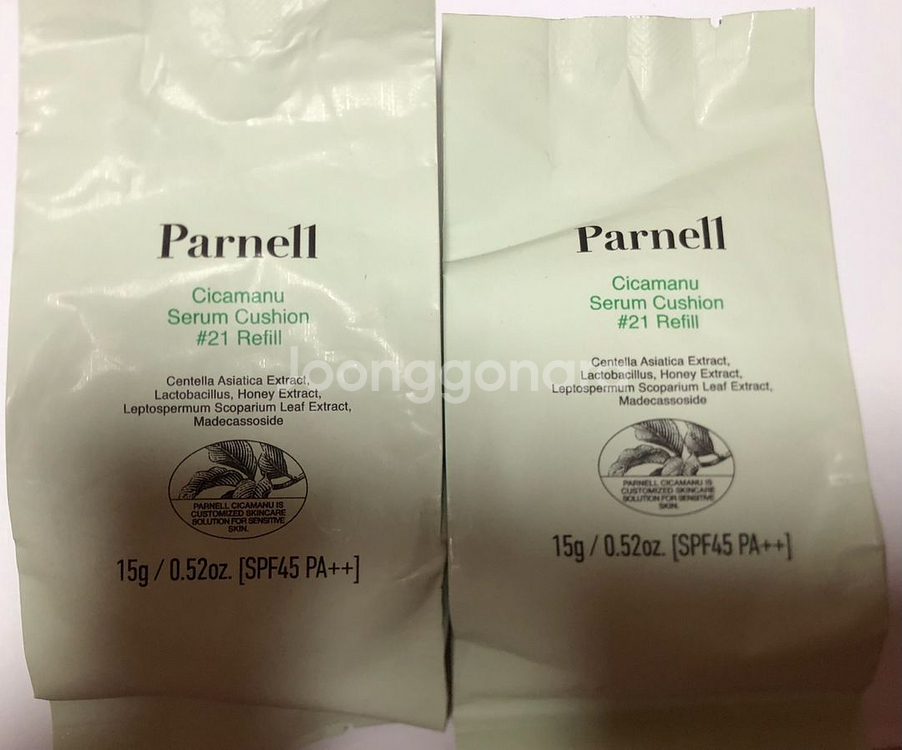 Parnell
Cicamanu
Serum Cushion
#21 Refill
Centella Asiatica Extract,
Lactobacillus, Honey Extract,
Leptospermum Scoparium Leaf Extract,
Madecassoside
PARNELL CICAMANU IS
CUSTOMIZED SKINCARE
SOLUTION FOR SENSITIVE
SKIN.
15g / 0.52oz. [SPF45 PA++]
Parnell
Cicamanu
Serum Cushion
#21 Refill
Centella Asiatica Extract,
Lactobacillus, Honey Extract,
Leptospermum Scoparium Leaf Extract,
Madecassoside
PARNELL CICAMANU IS
CUSTOMIZED SKINCARE
SOLUTION FOR SENSITIVE
SKIN.
15g / 0.52oz. [SPF45 PA++]